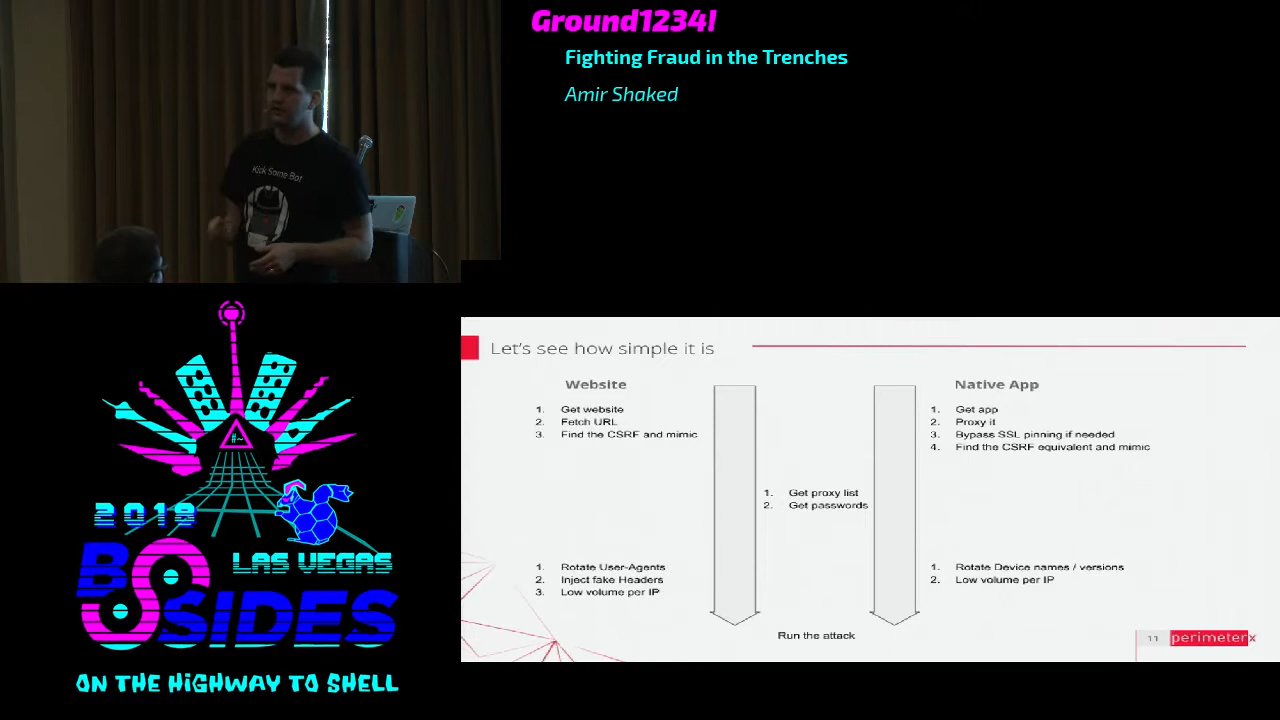 Ground1234!
Fighting Fraud in the Trenches
Amir Shaked
Kick Some Bot
#~
2019
BSIDES
LAS VEGAS
ON THE HIGHWAY TO SHELL
Let's see how simple it is
Website
1. Get website
2. Fetch URL
3. Find the CSRF and mimic
Native App
1. Get app
2. Proxy it
3. Bypass SSL pinning if needed
4. Find the CSRF equivalent and mimic
1. Get proxy list
2. Get passwords
1. Rotate User-Agents
2. Inject fake Headers
3. Low volume per IP
1. Rotate Device names / versions
2. Low volume per IP
Run the attack
11
perimeterx